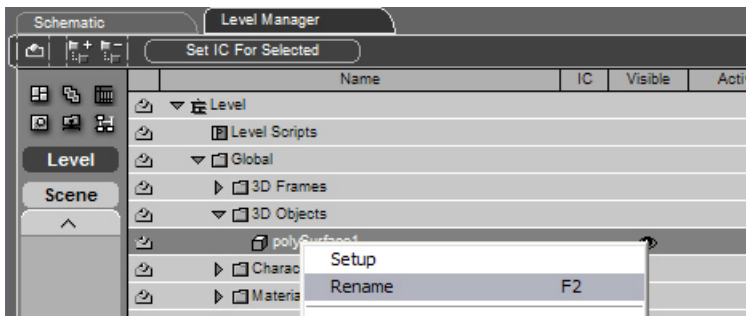 Schematic
Level Manager
Set IC For Selected
Name IC Visible
Level
Level Scripts
Level
Global
Scene
3D Frames
3D Objects
Setup
Rename F2